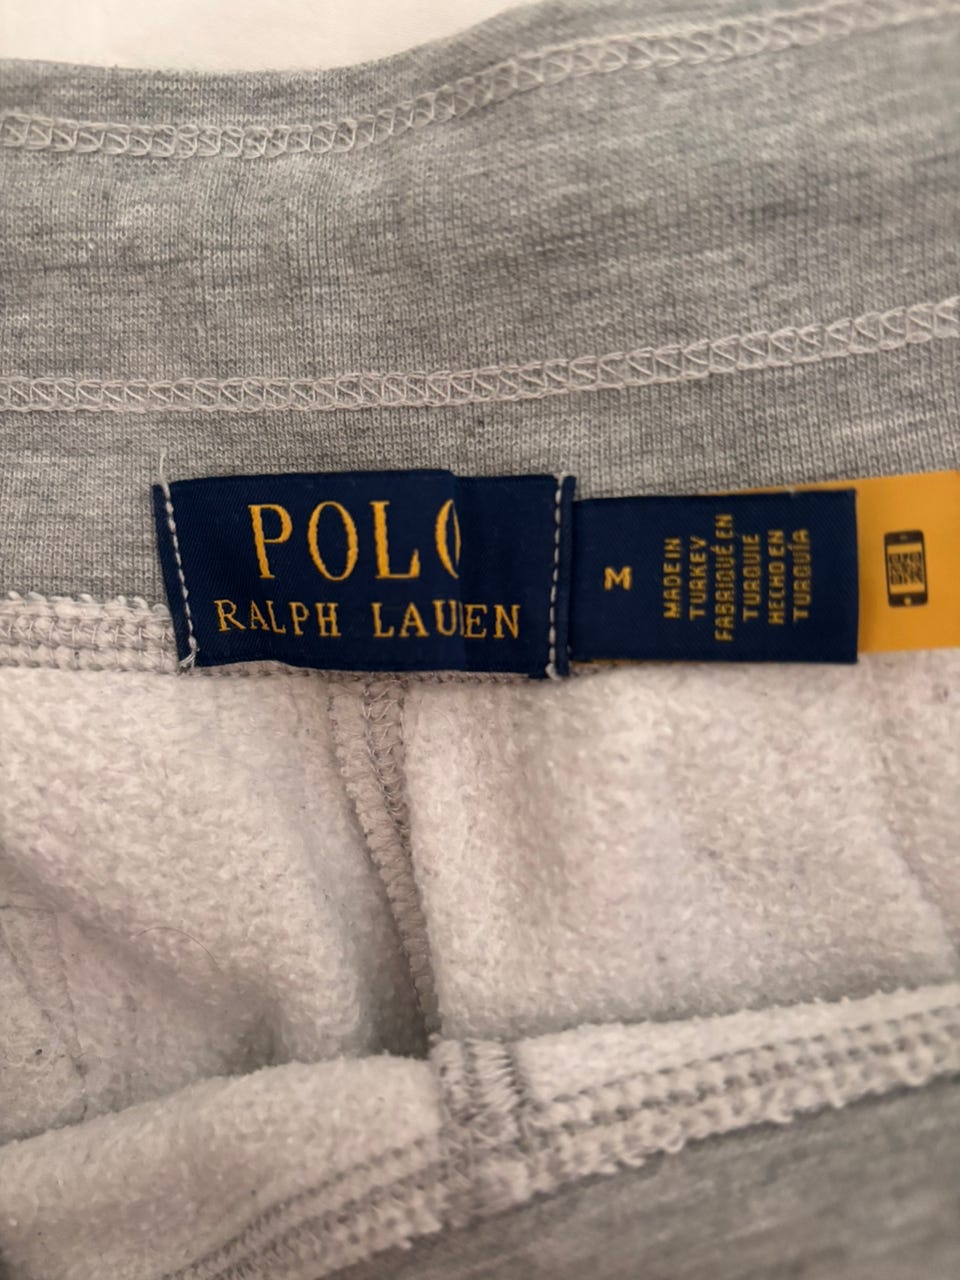 POLO
RALPH LAUREN
M
MADE IN
TURKEY
FABRIQUÉ EN
TURQUIE
HECHO EN
TURQUÍA